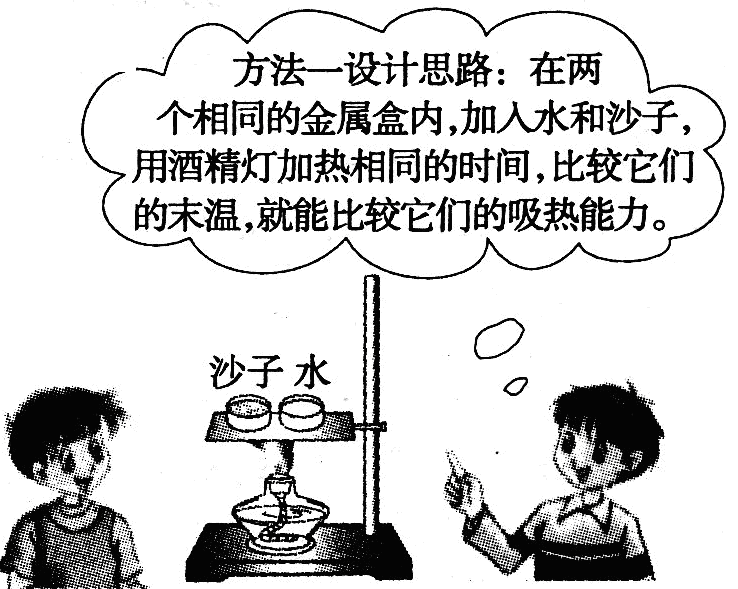 方法一设计思路：在两
个相同的金属盒内，加入水和沙子，
用酒精灯加热相同的时间，比较它们
的末温，就能比较它们的吸热能力。
沙子 水